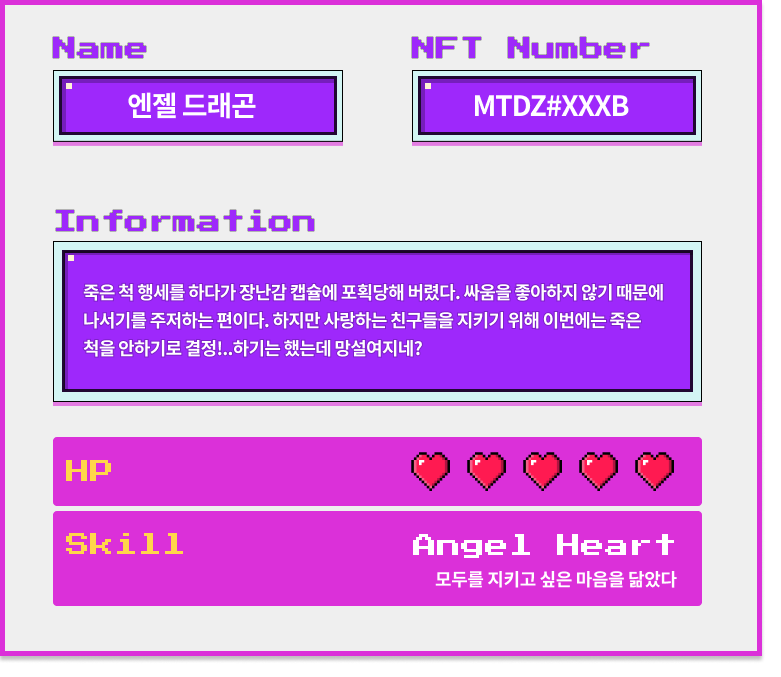 Name
NFT Number
엔젤 드래곤
MTDZ#XXXB
Information
죽은 척 행세를 하다가 장난감 캡슐에 포획당해 버렸다. 싸움을 좋아하지 않기 때문에
나서기를 주저하는 편이다. 하지만 사랑하는 친구들을 지키기 위해 이번에는 죽은
척을 안하기로 결정!..하기는 했는데 망설여지네?
HP
Skill
Angel Heart
모두를 지키고 싶은 마음을 닮았다